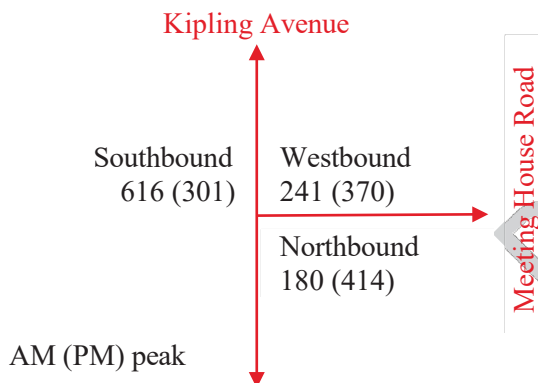 Kipling Avenue
Southbound
616 (301)
Westbound
241 (370)
Northbound
180 (414)
Meeting House Road
AM (PM) peak